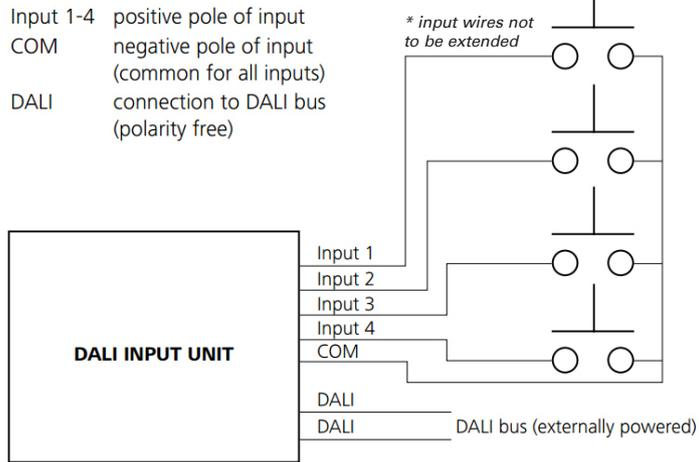 Input 1-4 positive pole of input
COM negative pole of input
(common for all inputs)
DALI connection to DALI bus
(polarity free)
* input wires not
to be extended
Input 1
Input 2
Input 3
Input 4
COM
DALI INPUT UNIT
DALI
DALI
DALI bus (externally powered)